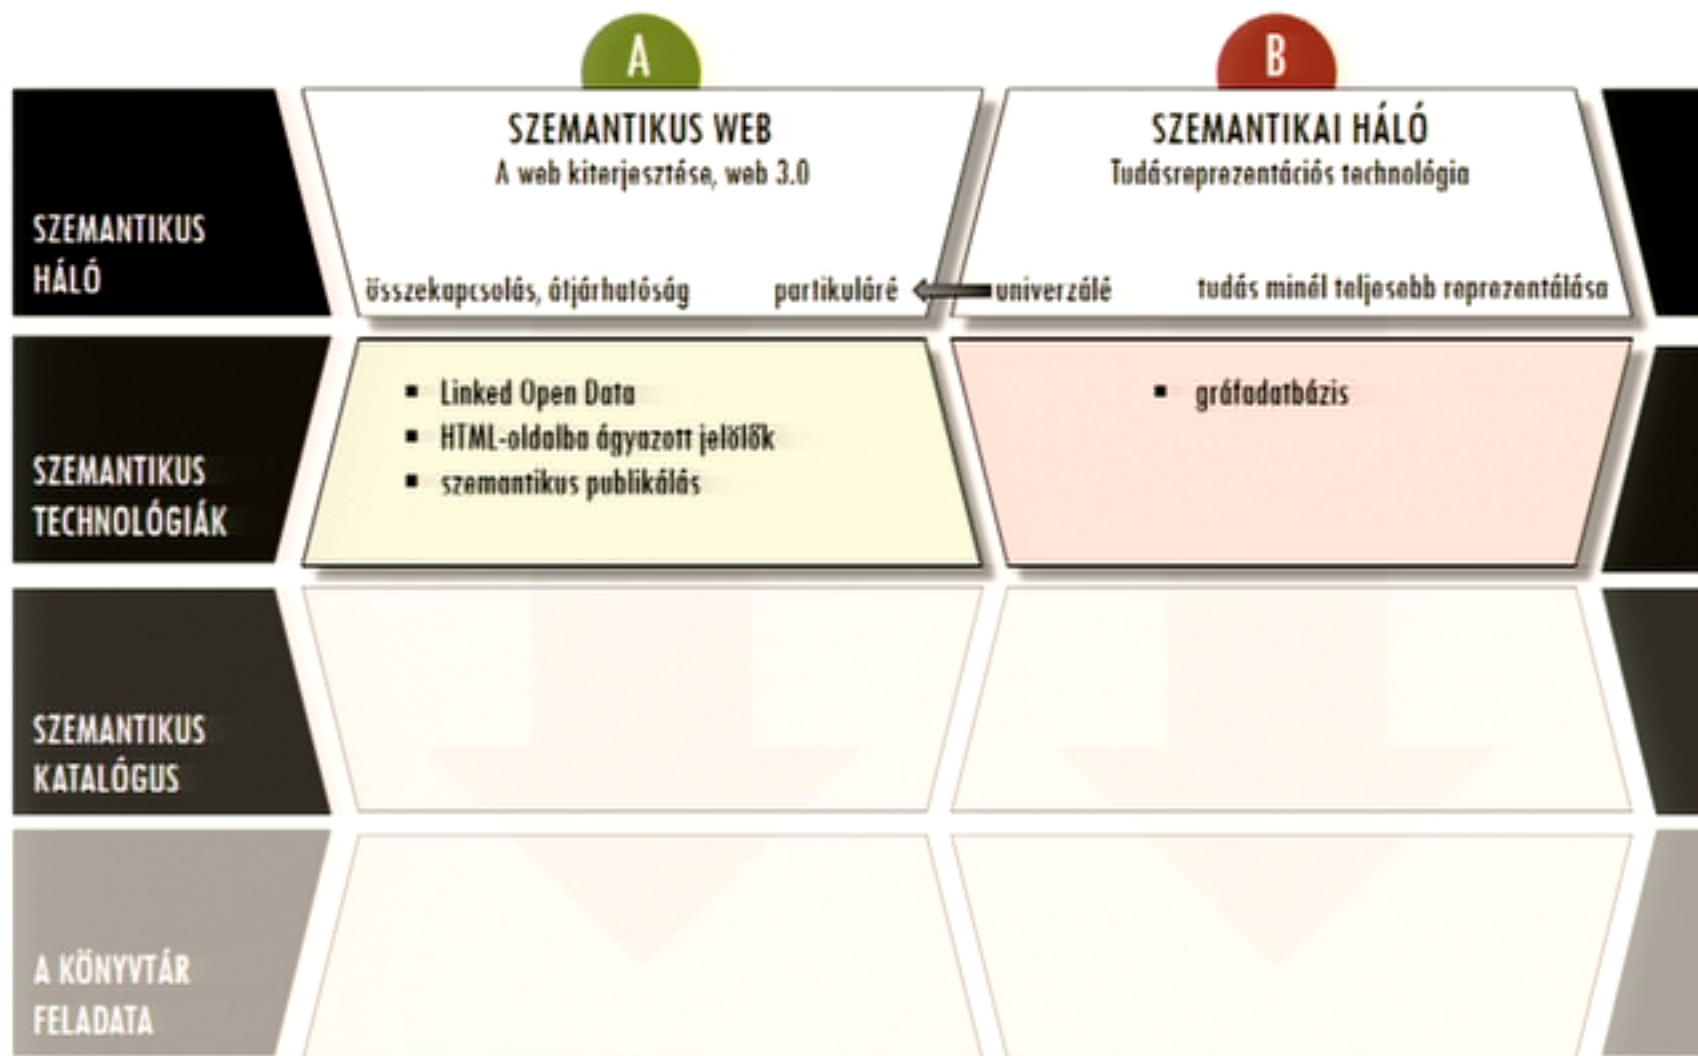 A
B
SZEMANTIKUS WEB
A web kiterjesztése, web 3.0
összekapcsolás, átjárhatóság
partikuláré
SZEMANTIKAI HÁLÓ
Tudásreprezentációs technológia
univerzálé
tudás minél teljesebb reprezentálása
SZEMANTIKUS
HÁLÓ
▪ Linked Open Data
▪ HTML-oldalba ágyazott jelölők
▪ szemantikus publikálás
▪ gráfadatbázis
SZEMANTIKUS
TECHNOLÓGIÁK
SZEMANTIKUS
KATALÓGUS
A KÖNYVTÁR
FELADATA